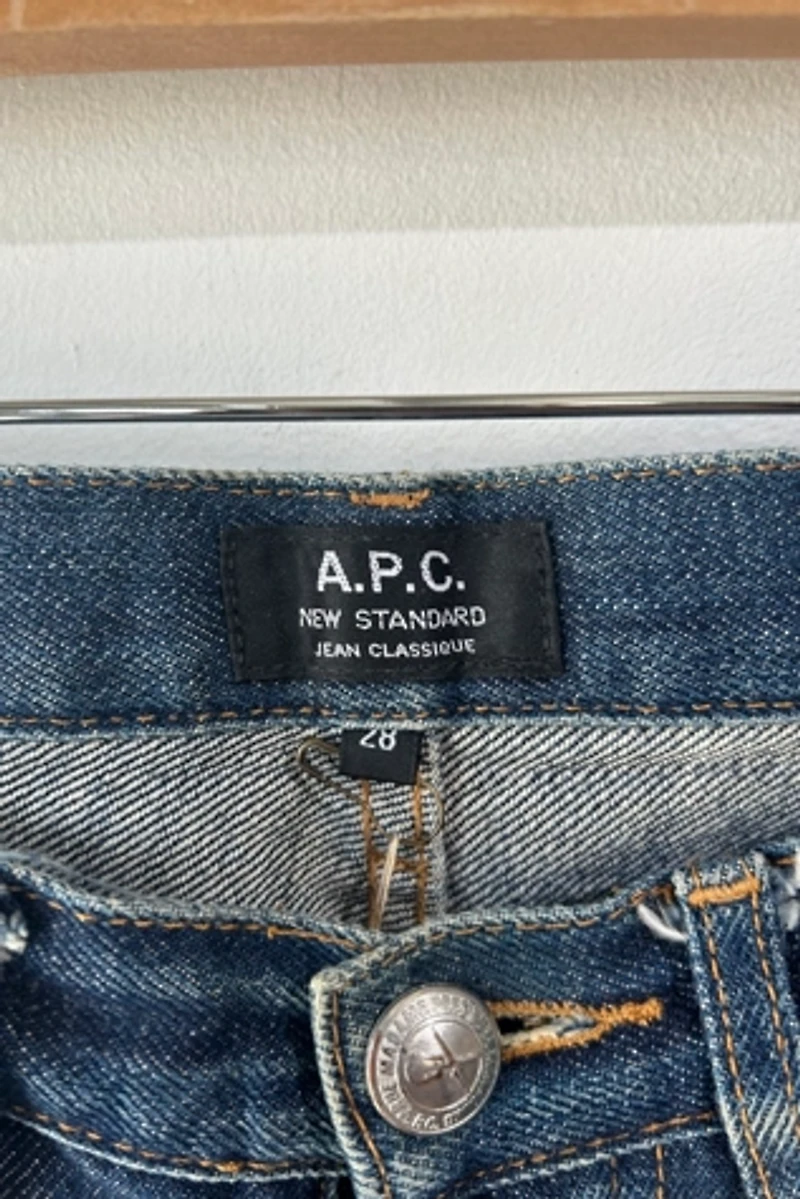 A.P.C.
NEW STANDARD
JEAN CLASSIQUE
28